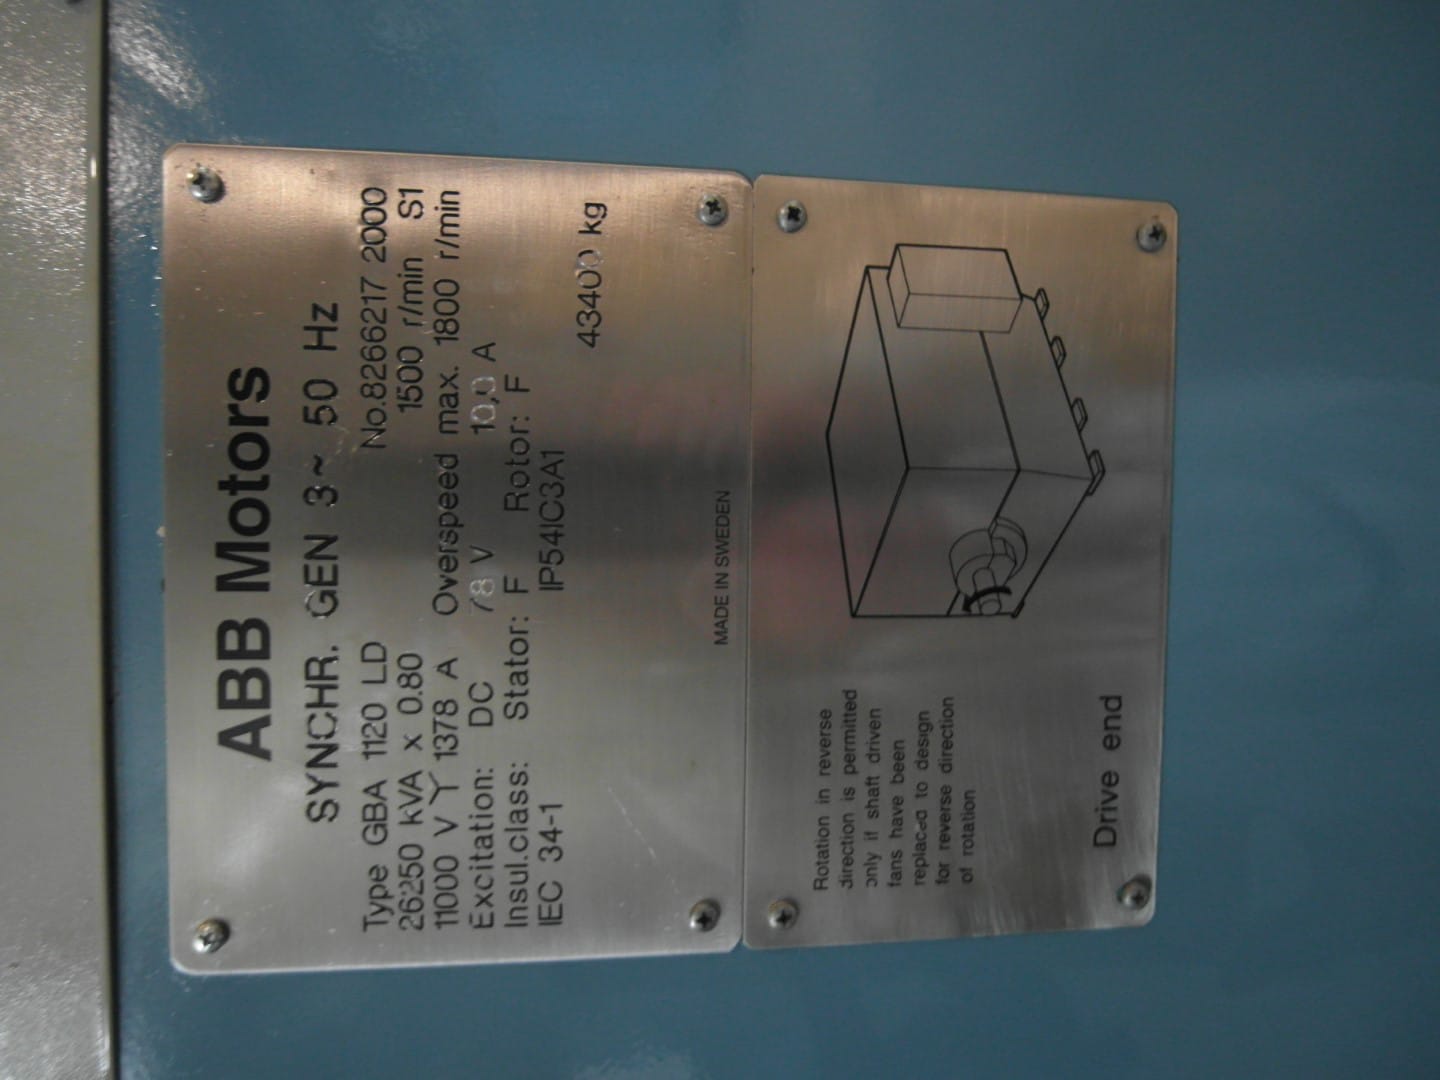 ABB Motors
SYNCHR. GEN 3~ 50 Hz
Type GBA 1120 LD No.8266217 2000
26250 kVA x 0.80 1500 r/min S1
11000 V Y 1378 A Overspeed max. 1800 r/min
Excitation: DC 78 V 10,0 A
Insul.class: Stator: F Rotor: F
IEC 34-1 IP54IC3A1
43400 kg
MADE IN SWEDEN
Rotation in reverse
direction is permitted
only if shaft driven
fans have been
replaced to design
for reverse direction
of rotation
Drive end